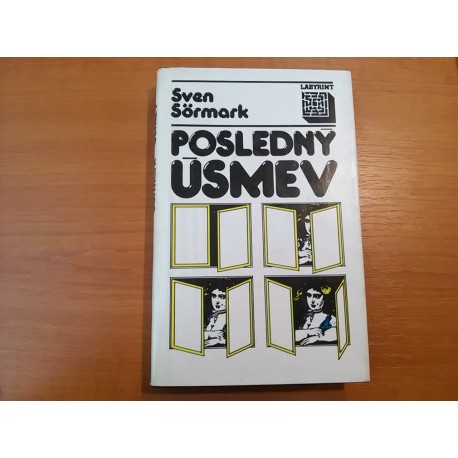 Sven
Sörmark
LABYRINT
POSLEDNÝ
ÚSMEV